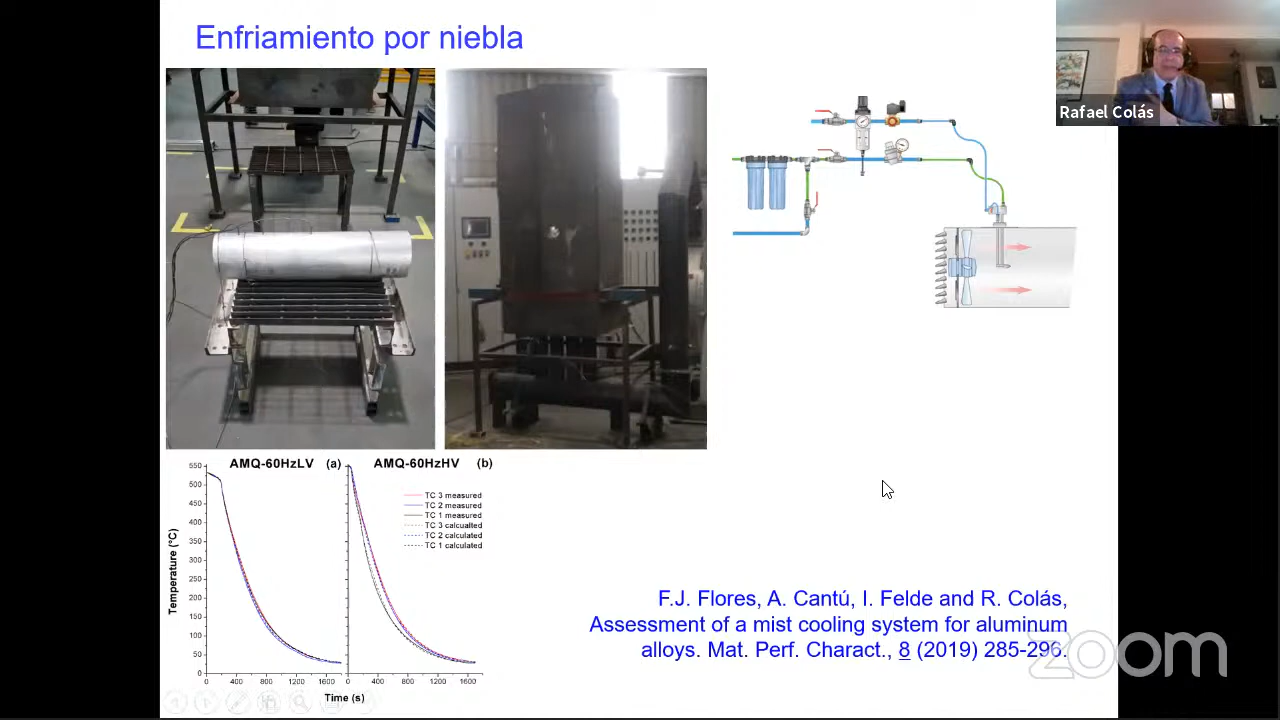 Enfriamiento por niebla
Rafael Colás
AMQ-60HzLV (a)
AMQ-60HzHV (b)
550
500
450
400
350
300
250
200
150
100
50
0
Temperature (°C)
TC 3 measured
TC 2 measured
TC 1 measured
TC 3 calcualted
TC 2 calculated
TC 1 calculated
0 400 800 1200 1600
0 400 800 1200 1600
Time (s)
F.J. Flores, A. Cantú, I. Felde and R. Colás,
Assessment of a mist cooling system for aluminum
alloys. Mat. Perf. Charact., 8 (2019) 285-296.
zoom